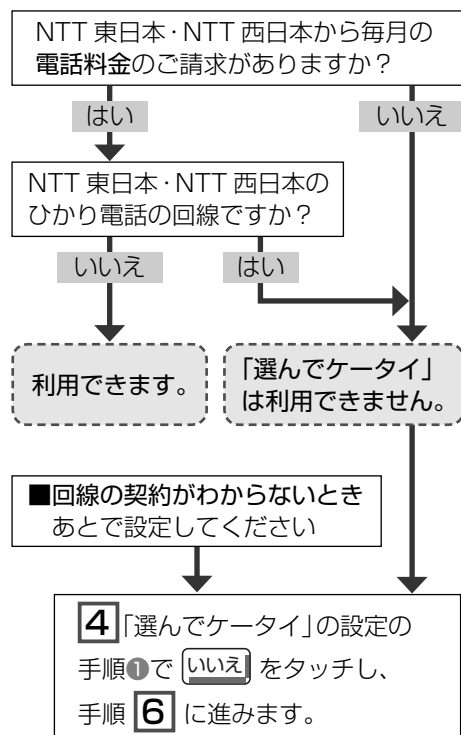 NTT 東日本・NTT 西日本から毎月の
電話料金のご請求がありますか？
はい
いいえ
NTT 東日本・NTT 西日本の
ひかり電話の回線ですか？
いいえ
はい
利用できます。
「選んでケータイ」
は利用できません。
■回線の契約がわからないとき
あとで設定してください
4「選んでケータイ」の設定の
手順❶で いいえ をタッチし、
手順 6 に進みます。